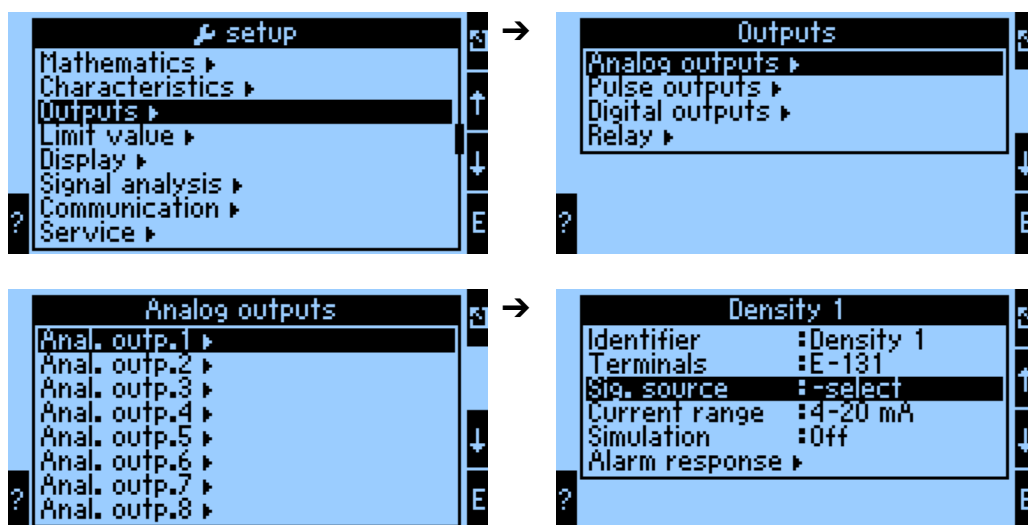 setup
Mathematics
Characteristics
Outputs
Limit value
Display
Signal analysis
Communication
Service
?
E
Outputs
Analog outputs
Pulse outputs
Digital outputs
Relay
?
E
Analog outputs
Anal. outp.1
Anal. outp.2
Anal. outp.3
Anal. outp.4
Anal. outp.5
Anal. outp.6
Anal. outp.7
Anal. outp.8
?
E
Density 1
Identifier :Density 1
Terminals :E-131
Sig. source :-select
Current range :4-20 mA
Simulation :Off
Alarm response
?
E